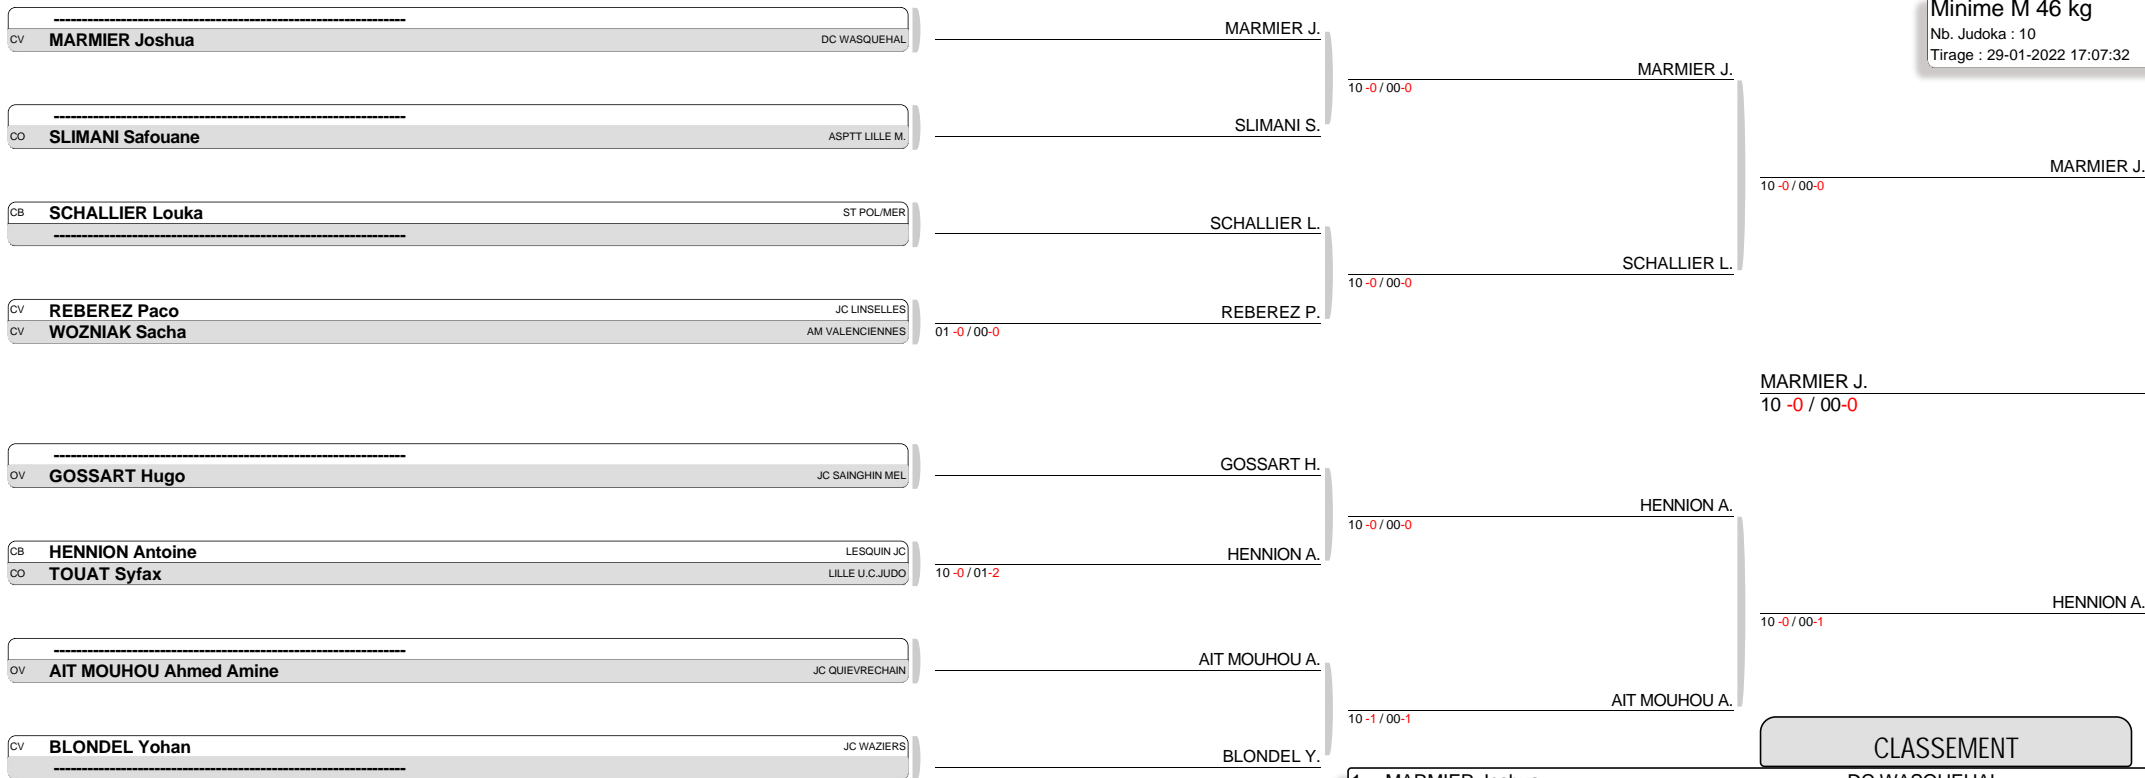 Minime M 46 kg
Nb. Judoka : 10
Tirage : 29-01-2022 17:07:32
----------------------------------------------------------------
CV MARMIER Joshua DC WASQUEHAL
----------------------------------------------------------------
CO SLIMANI Safouane ASPTT LILLE M.
CB SCHALLIER Louka ST POL/MER
----------------------------------------------------------------
CV REBEREZ Paco JC LINSELLES
CV WOZNIAK Sacha AM VALENCIENNES
----------------------------------------------------------------
OV GOSSART Hugo JC SAINGHIN MEL
CB HENNION Antoine LESQUIN JC
CO TOUAT Syfax LILLE U.C.JUDO
----------------------------------------------------------------
OV AIT MOUHOU Ahmed Amine JC QUIEVRECHAIN
CV BLONDEL Yohan JC WAZIERS
----------------------------------------------------------------
MARMIER J.
SLIMANI S.
SCHALLIER L.
REBEREZ P.
01 -0 / 00-0
GOSSART H.
HENNION A.
10 -0 / 01-2
AIT MOUHOU A.
BLONDEL Y.
MARMIER J.
10 -0 / 00-0
SCHALLIER L.
10 -0 / 00-0
HENNION A.
10 -0 / 00-0
AIT MOUHOU A.
10 -1 / 00-1
MARMIER J.
10 -0 / 00-0
MARMIER J.
10 -0 / 00-0
HENNION A.
10 -0 / 00-1
CLASSEMENT
1 MARMIER Joshua DC WASQUEHAL